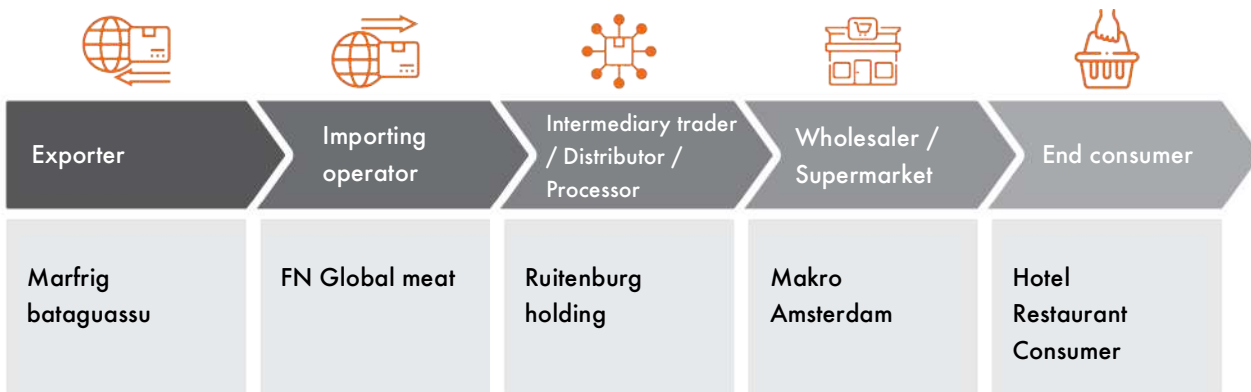 Exporter
Importing
operator
Intermediary trader
/ Distributor /
Processor
Wholesaler /
Supermarket
End consumer
Marfrig
bataguassu
FN Global meat
Ruitenburg
holding
Makro
Amsterdam
Hotel
Restaurant
Consumer